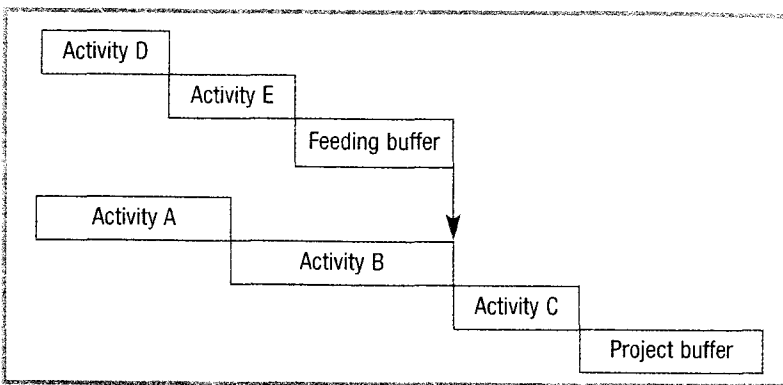 Activity D
Activity E
Feeding buffer
Activity A
Activity B
Activity C
Project buffer